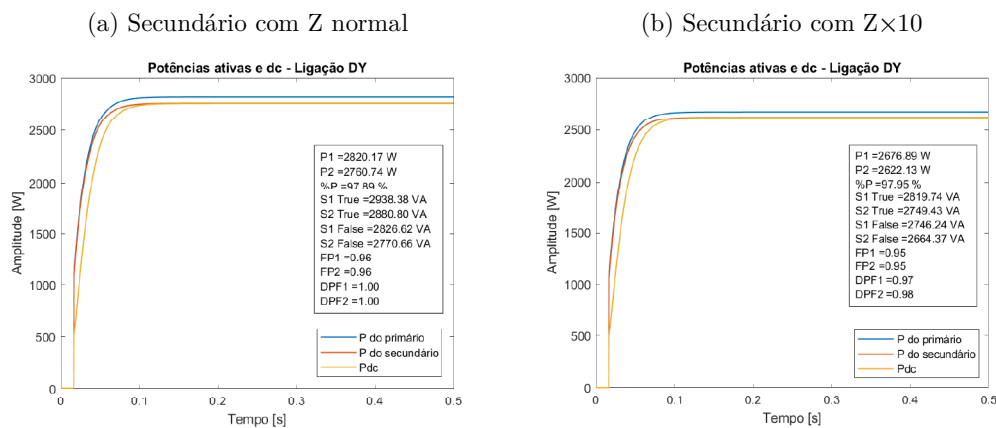 (a) Secundário com Z normal
Potências ativas e dc - Ligação DY
Amplitude [W]
3000
2500
2000
1500
1000
500
0
P1 =2820.17 W
P2 =2760.74 W
%P =97.89 %
S1 True =2938.38 VA
S2 True =2880.80 VA
S1 False =2826.62 VA
S2 False =2770.66 VA
FP1 =0.96
FP2 =0.96
DPF1 =1.00
DPF2 =1.00
P do primário
P do secundário
Pdc
0
0.1
0.2
0.3
0.4
0.5
Tempo [s]
(b) Secundário com Z×10
Potências ativas e dc - Ligação DY
Amplitude [W]
3000
2500
2000
1500
1000
500
0
P1 =2676.89 W
P2 =2622.13 W
%P =97.95 %
S1 True =2819.74 VA
S2 True =2749.43 VA
S1 False =2746.24 VA
S2 False =2664.37 VA
FP1 =0.95
FP2 =0.95
DPF1 =0.97
DPF2 =0.98
P do primário
P do secundário
Pdc
0
0.1
0.2
0.3
0.4
0.5
Tempo [s]